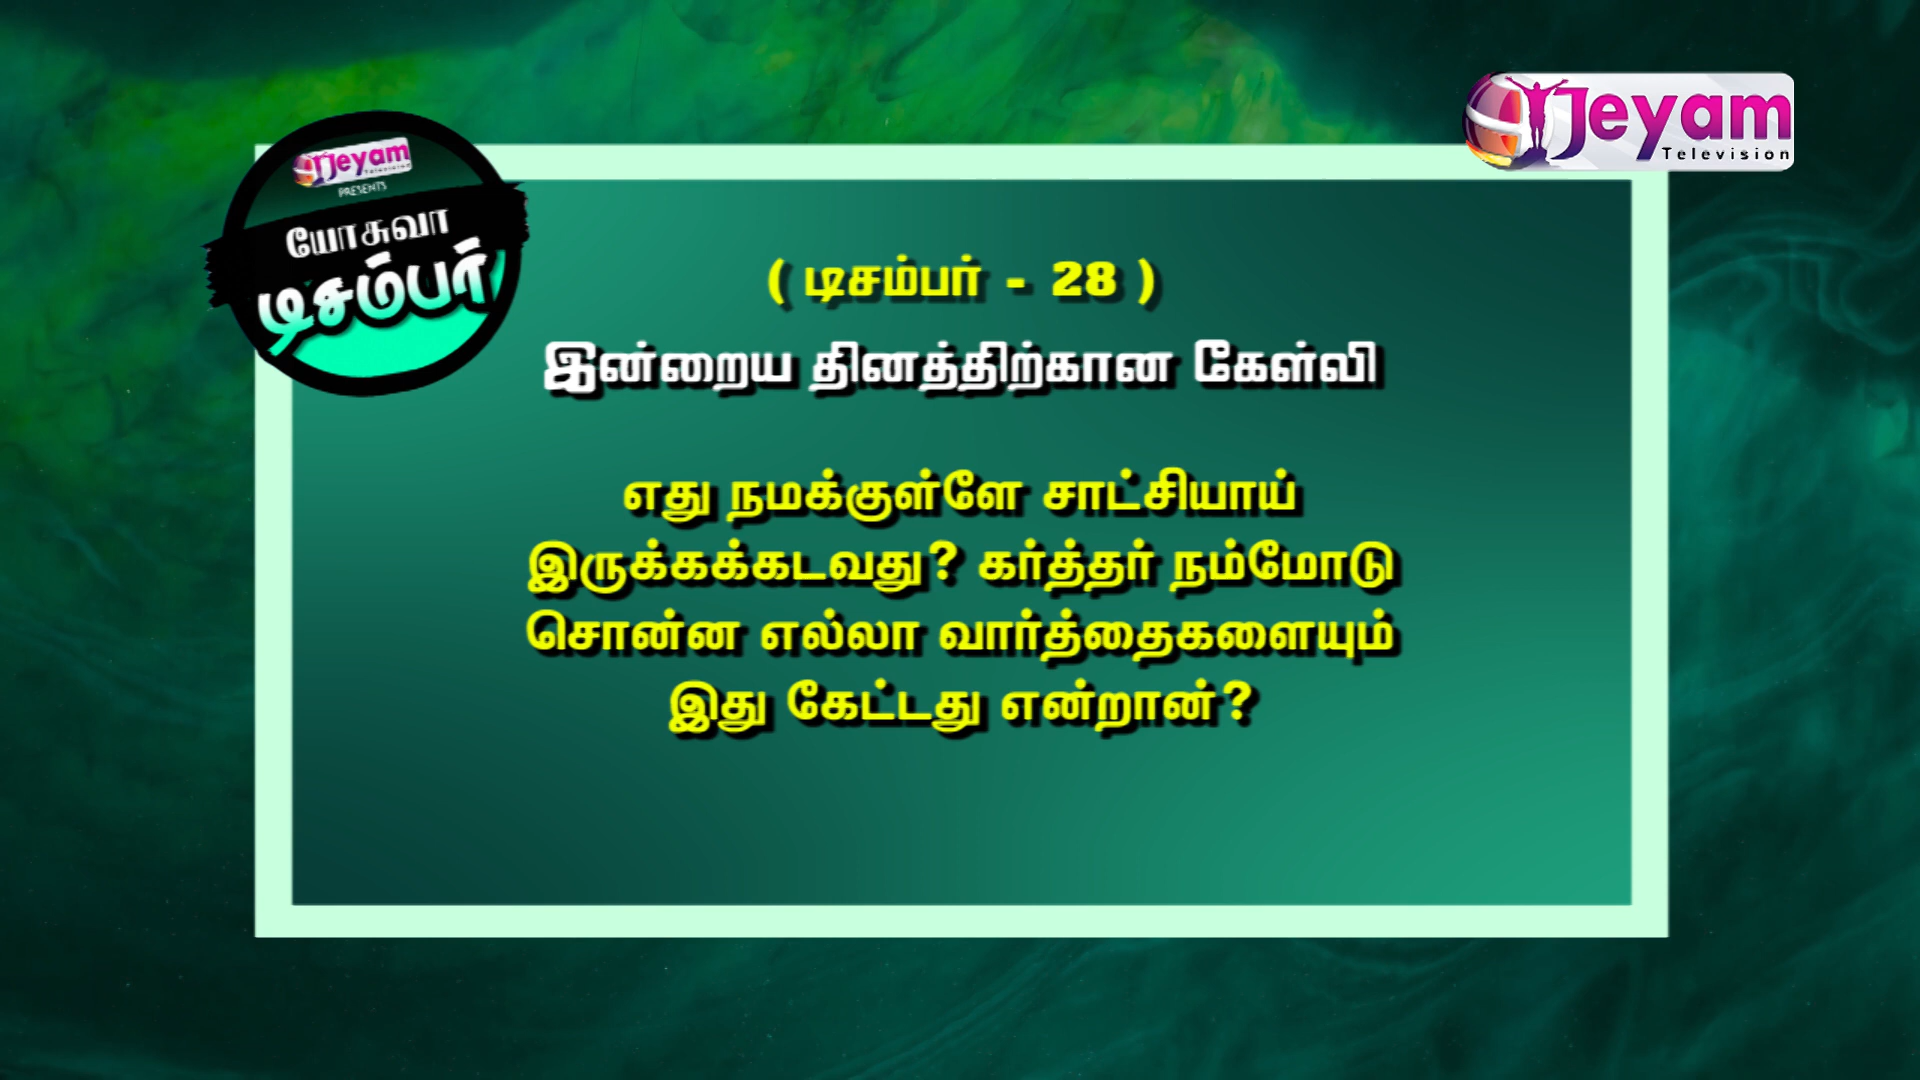 Jeyam
Television
Jeyam
Television
PRESENTS
யோசுவா
டிசம்பர்
( டிசம்பர் - 28 )
இன்றைய தினத்திற்கான கேள்வி
எது நமக்குள்ளே சாட்சியாய்
இருக்கக்கடவது? கர்த்தர் நம்மோடு
சொன்ன எல்லா வார்த்தைகளையும்
இது கேட்டது என்றான்?